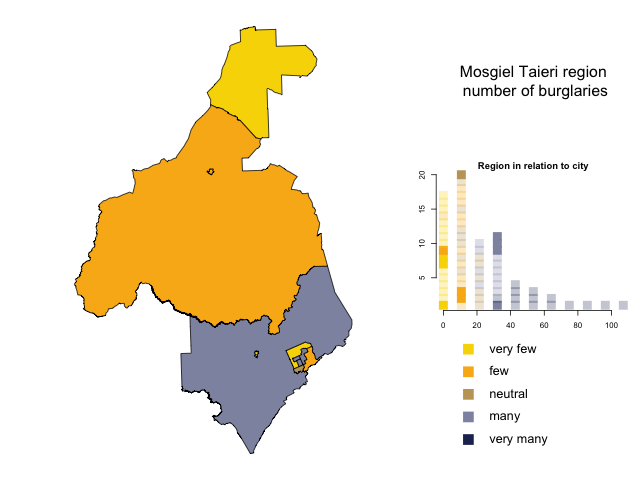 Mosgiel Taieri region
number of burglaries
Region in relation to city
20
15
10
5
0 20 40 60 80 100
very few
few
neutral
many
very many